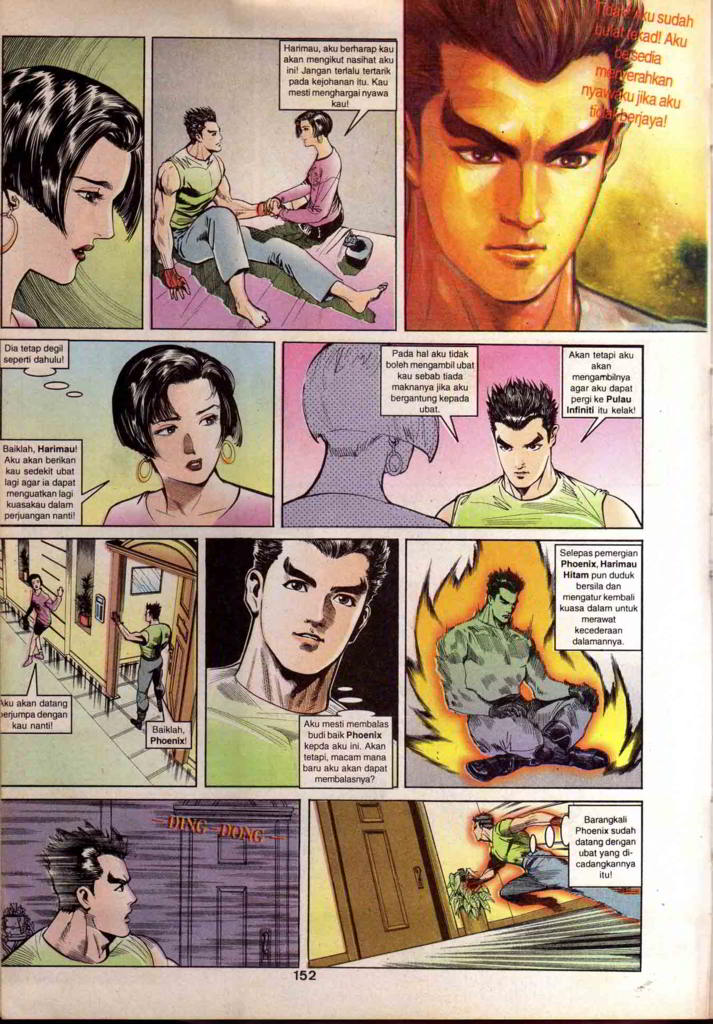 Harimau, aku berharap kau
akan mengikut nasihat aku
ini! Jangan terlalu tertarik
pada kejohanan itu. Kau
mesti menghargai nyawa
kau!
Tidak! Aku sudah
bulat tekad! Aku
bersedia
menyerahkan
nyawaku jika aku
tidak berjaya!
Dia tetap degil
seperti dahulu!
Baiklah, Harimau!
Aku akan berikan
kau sedekit ubat
lagi agar ia dapat
menguatkan lagi
kuasakau dalam
perjuangan nanti!
Pada hal aku tidak
boleh mengambil ubat
kau sebab tiada
maknanya jika aku
bergantung kepada
ubat.
Akan tetapi aku
akan
mengambilnya
agar aku dapat
pergi ke Pulau
Infiniti itu kelak!
Aku akan datang
berjumpa dengan
kau nanti!
Baiklah,
Phoenix!
Aku mesti membalas
budi baik Phoenix
kepda aku ini. Akan
tetapi, macam mana
baru aku akan dapat
membalasnya?
Selepas pemergian
Phoenix, Harimau
Hitam pun duduk
bersila dan
mengatur kembali
kuasa dalam untuk
merawat
kecederaan
dalamannya.
DING DONG
Barangkali
Phoenix sudah
datang dengan
ubat yang di-
cadangkannya
itu!
152